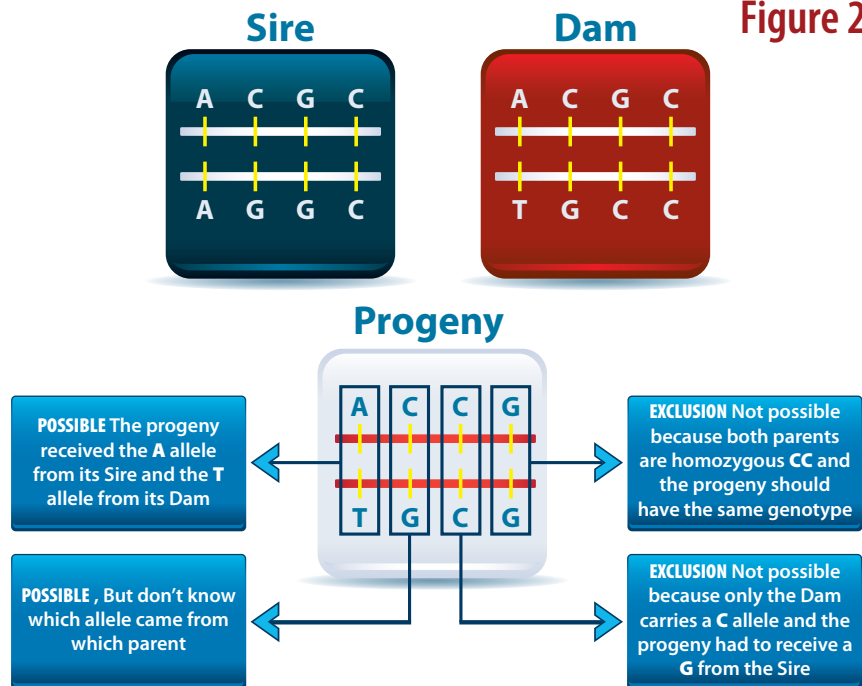 Figure 2
Sire
Dam
A C G C
A G G C
A C G C
T G C C
Progeny
A C C G
T G C G
POSSIBLE The progeny
received the A allele
from its Sire and the T
allele from its Dam
EXCLUSION Not possible
because both parents
are homozygous CC and
the progeny should
have the same genotype
POSSIBLE , But don't know
which allele came from
which parent
EXCLUSION Not possible
because only the Dam
carries a C allele and the
progeny had to receive a
G from the Sire